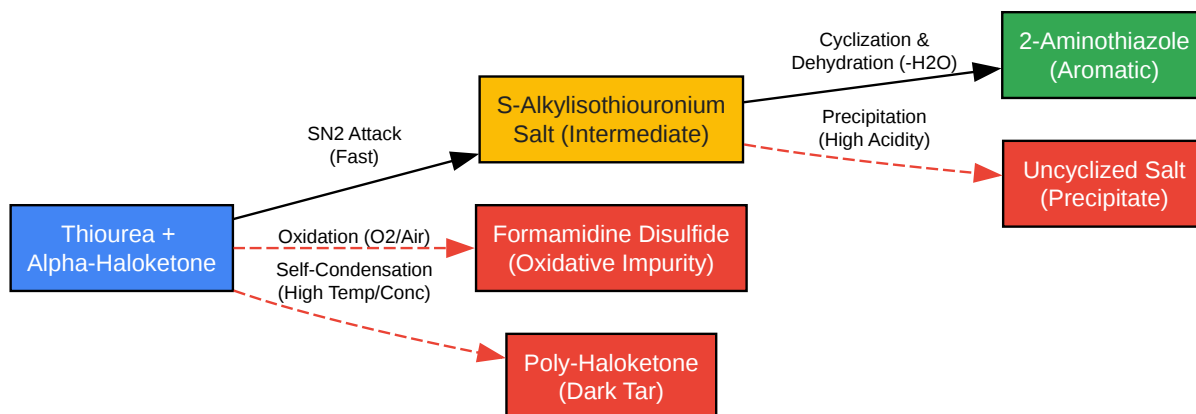 Thiourea +
Alpha-Haloketone
SN2 Attack
(Fast)
Oxidation (O2/Air)
Self-Condensation
(High Temp/Conc)
S-Alkylisothiouronium
Salt (Intermediate)
Formamidine Disulfide
(Oxidative Impurity)
Poly-Haloketone
(Dark Tar)
Cyclization &
Dehydration (-H2O)
Precipitation
(High Acidity)
2-Aminothiazole
(Aromatic)
Uncyclized Salt
(Precipitate)